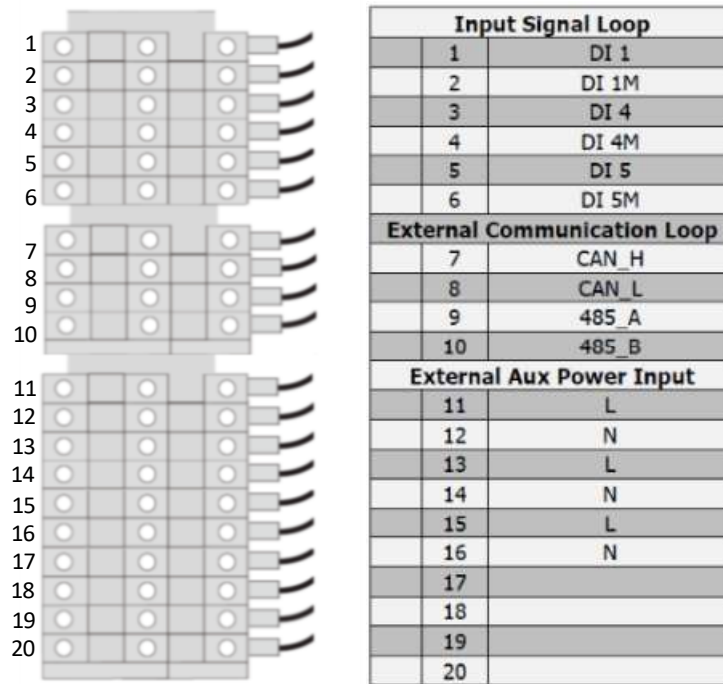 1
2
3
4
5
6
7
8
9
10
11
12
13
14
15
16
17
18
19
20
Input Signal Loop
1 DI 1
2 DI 1M
3 DI 4
4 DI 4M
5 DI 5
6 DI 5M
External Communication Loop
7 CAN_H
8 CAN_L
9 485_A
10 485_B
External Aux Power Input
11 L
12 N
13 L
14 N
15 L
16 N
17
18
19
20